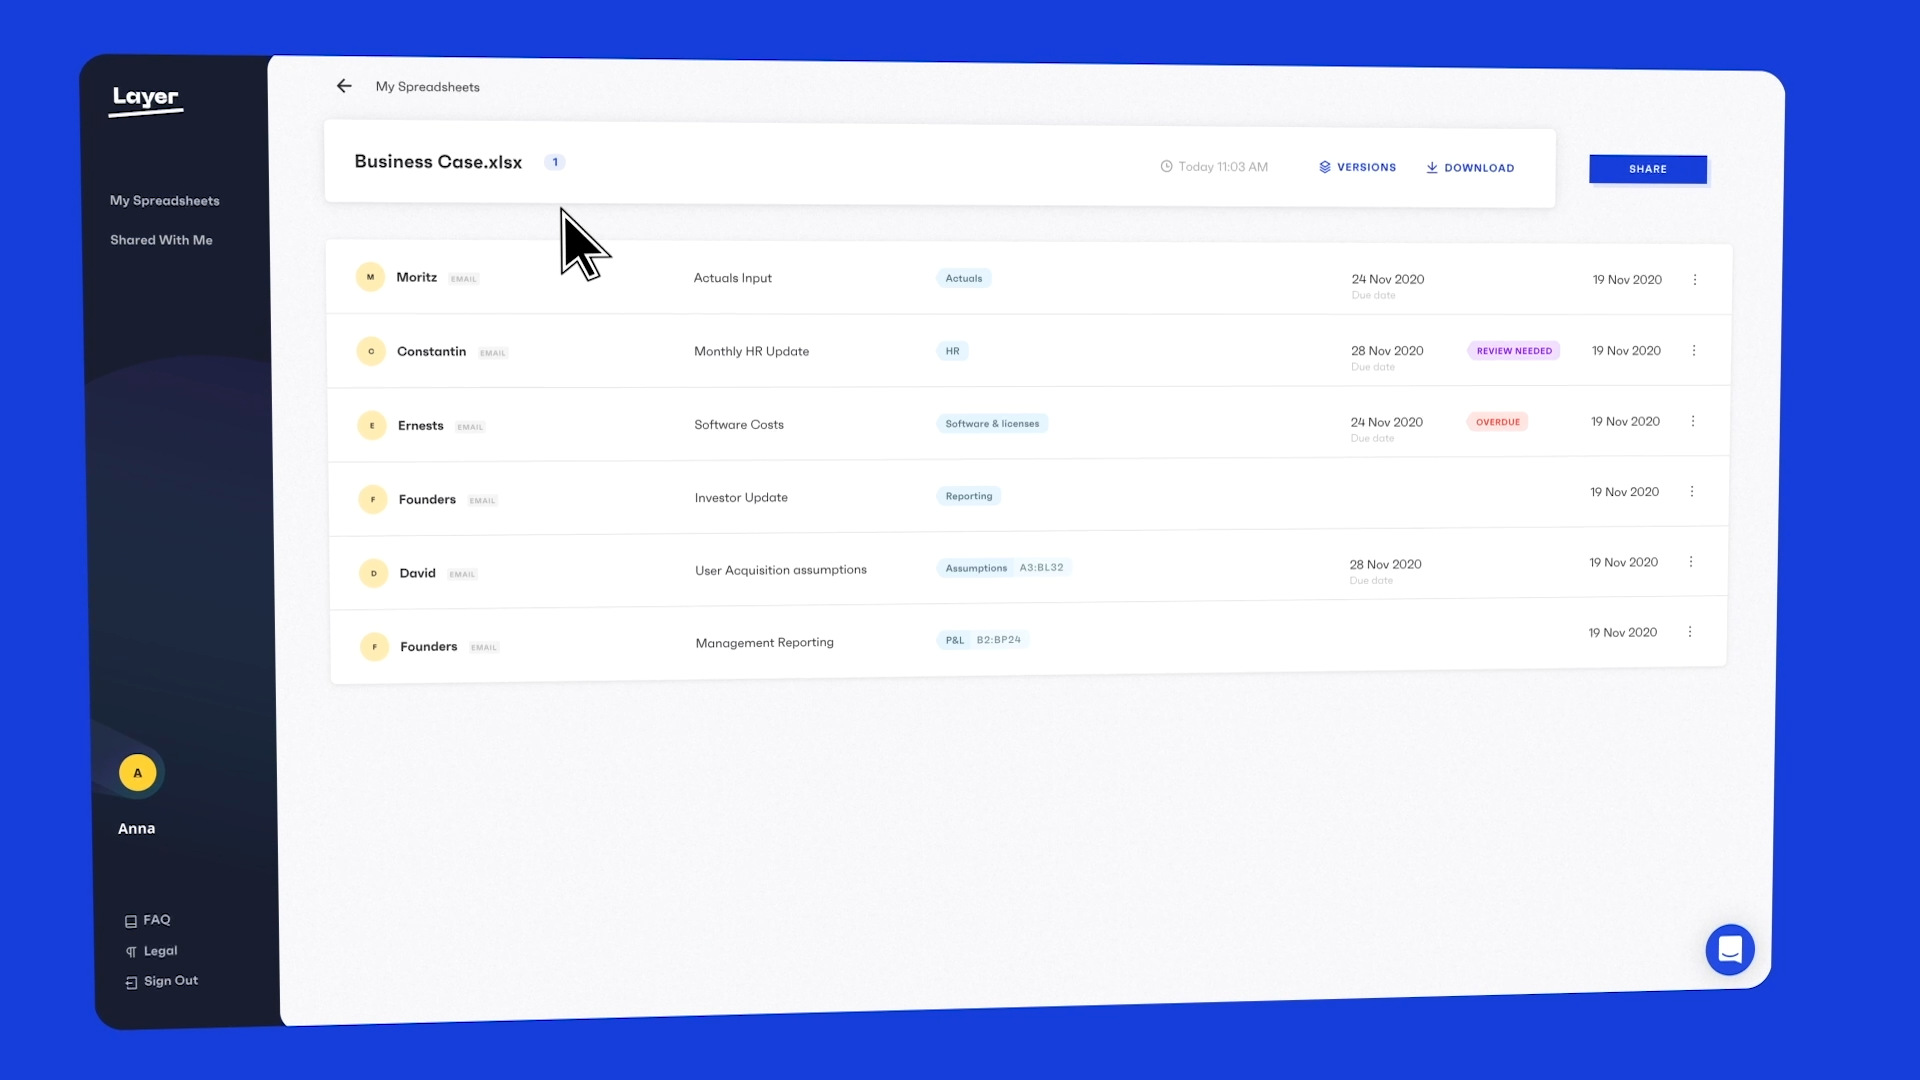 Layer
My Spreadsheets
Shared With Me
A
Anna
FAQ
Legal
Sign Out
My Spreadsheets
Business Case.xlsx 1 Today 11:03 AM VERSIONS DOWNLOAD SHARE
M Moritz EMAIL Actuals Input Actuals 24 Nov 2020 19 Nov 2020
Due date
C Constantin EMAIL Monthly HR Update HR 28 Nov 2020 REVIEW NEEDED 19 Nov 2020
Due date
E Ernests EMAIL Software Costs Software & licenses 24 Nov 2020 OVERDUE 19 Nov 2020
Due date
F Founders EMAIL Investor Update Reporting 19 Nov 2020
D David EMAIL User Acquisition assumptions Assumptions A3:BL32 28 Nov 2020 19 Nov 2020
Due date
F Founders EMAIL Management Reporting P&L B2:BP24 19 Nov 2020